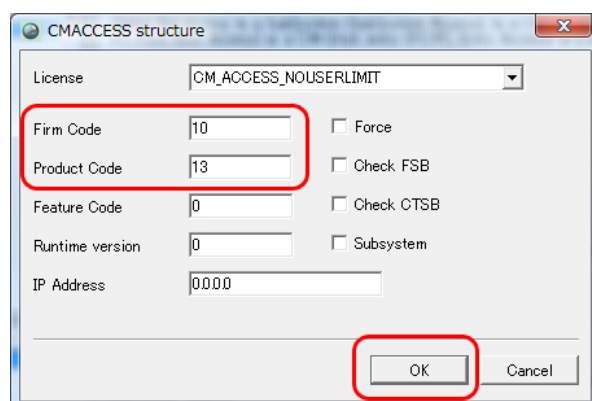 CMACCESS structure
License CM_ACCESS_NOUSERLIMIT
Firm Code 10 Force
Product Code 13 Check FSB
Feature Code 0 Check CTSB
Runtime version 0 Subsystem
IP Address 0.0.0.0
OK Cancel